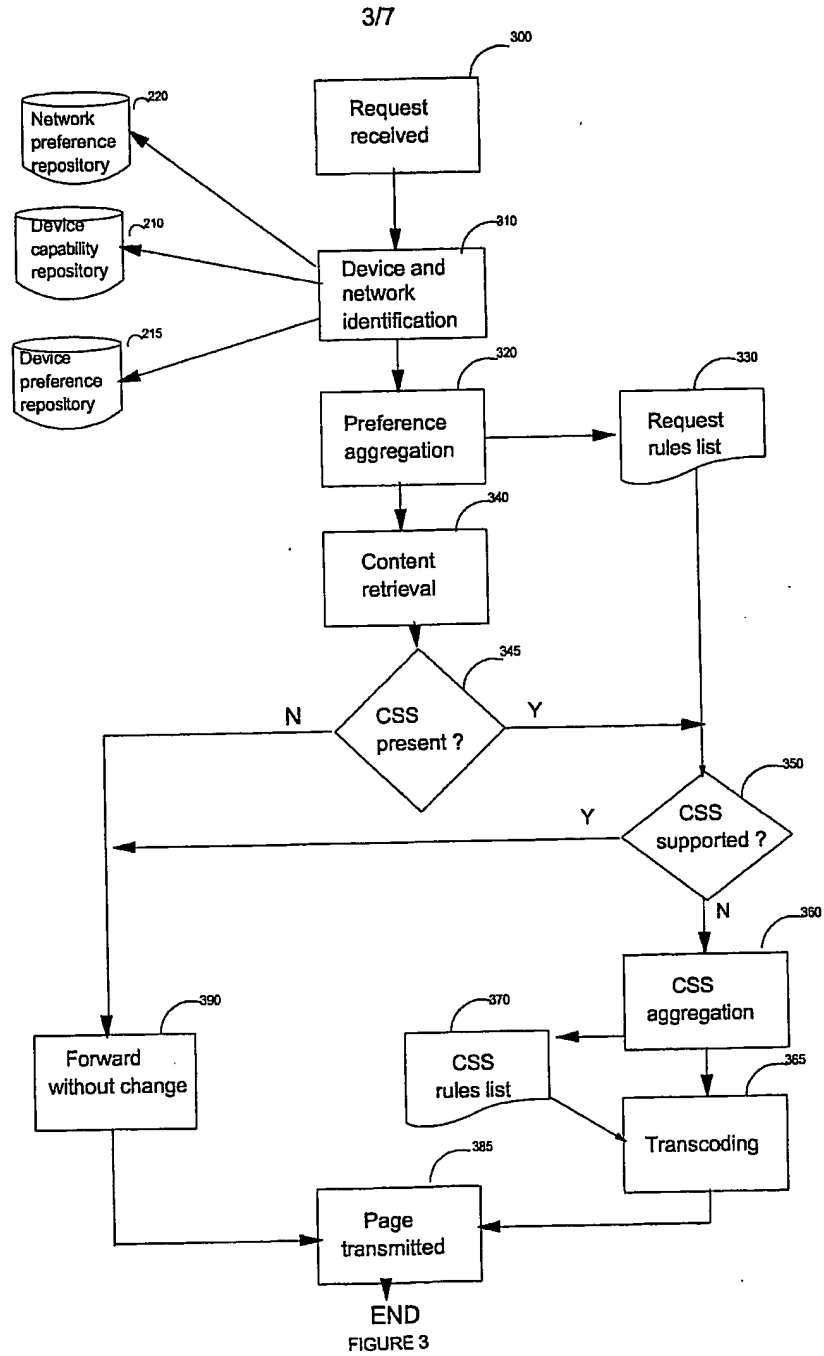 3/7
300
Request
received
220
Network
preference
repository
210
Device
capability
repository
310
Device and
network
identification
215
Device
preference
repository
320
Preference
aggregation
330
Request
rules list
340
Content
retrieval
345
CSS
present ?
N
Y
350
CSS
supported ?
Y
N
360
CSS
aggregation
370
CSS
rules list
365
Transcoding
390
Forward
without change
385
Page
transmitted
END
FIGURE 3